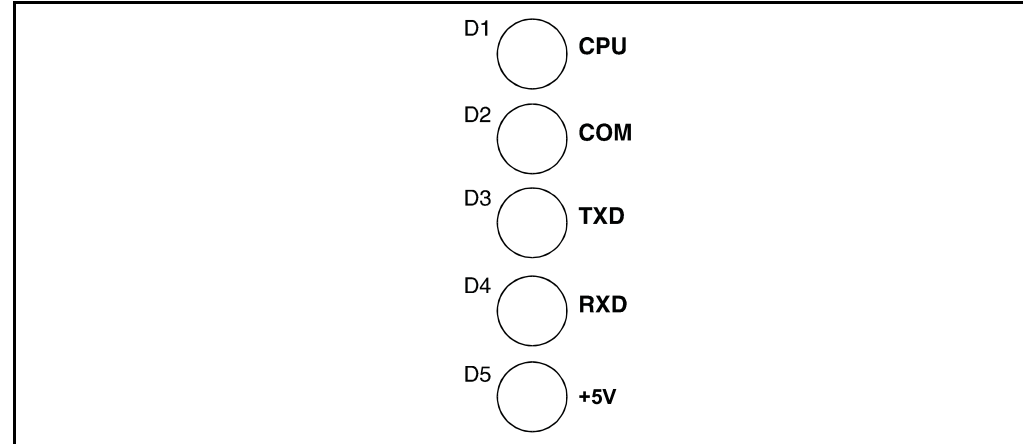 D1 CPU
D2 COM
D3 TXD
D4 RXD
D5 +5V